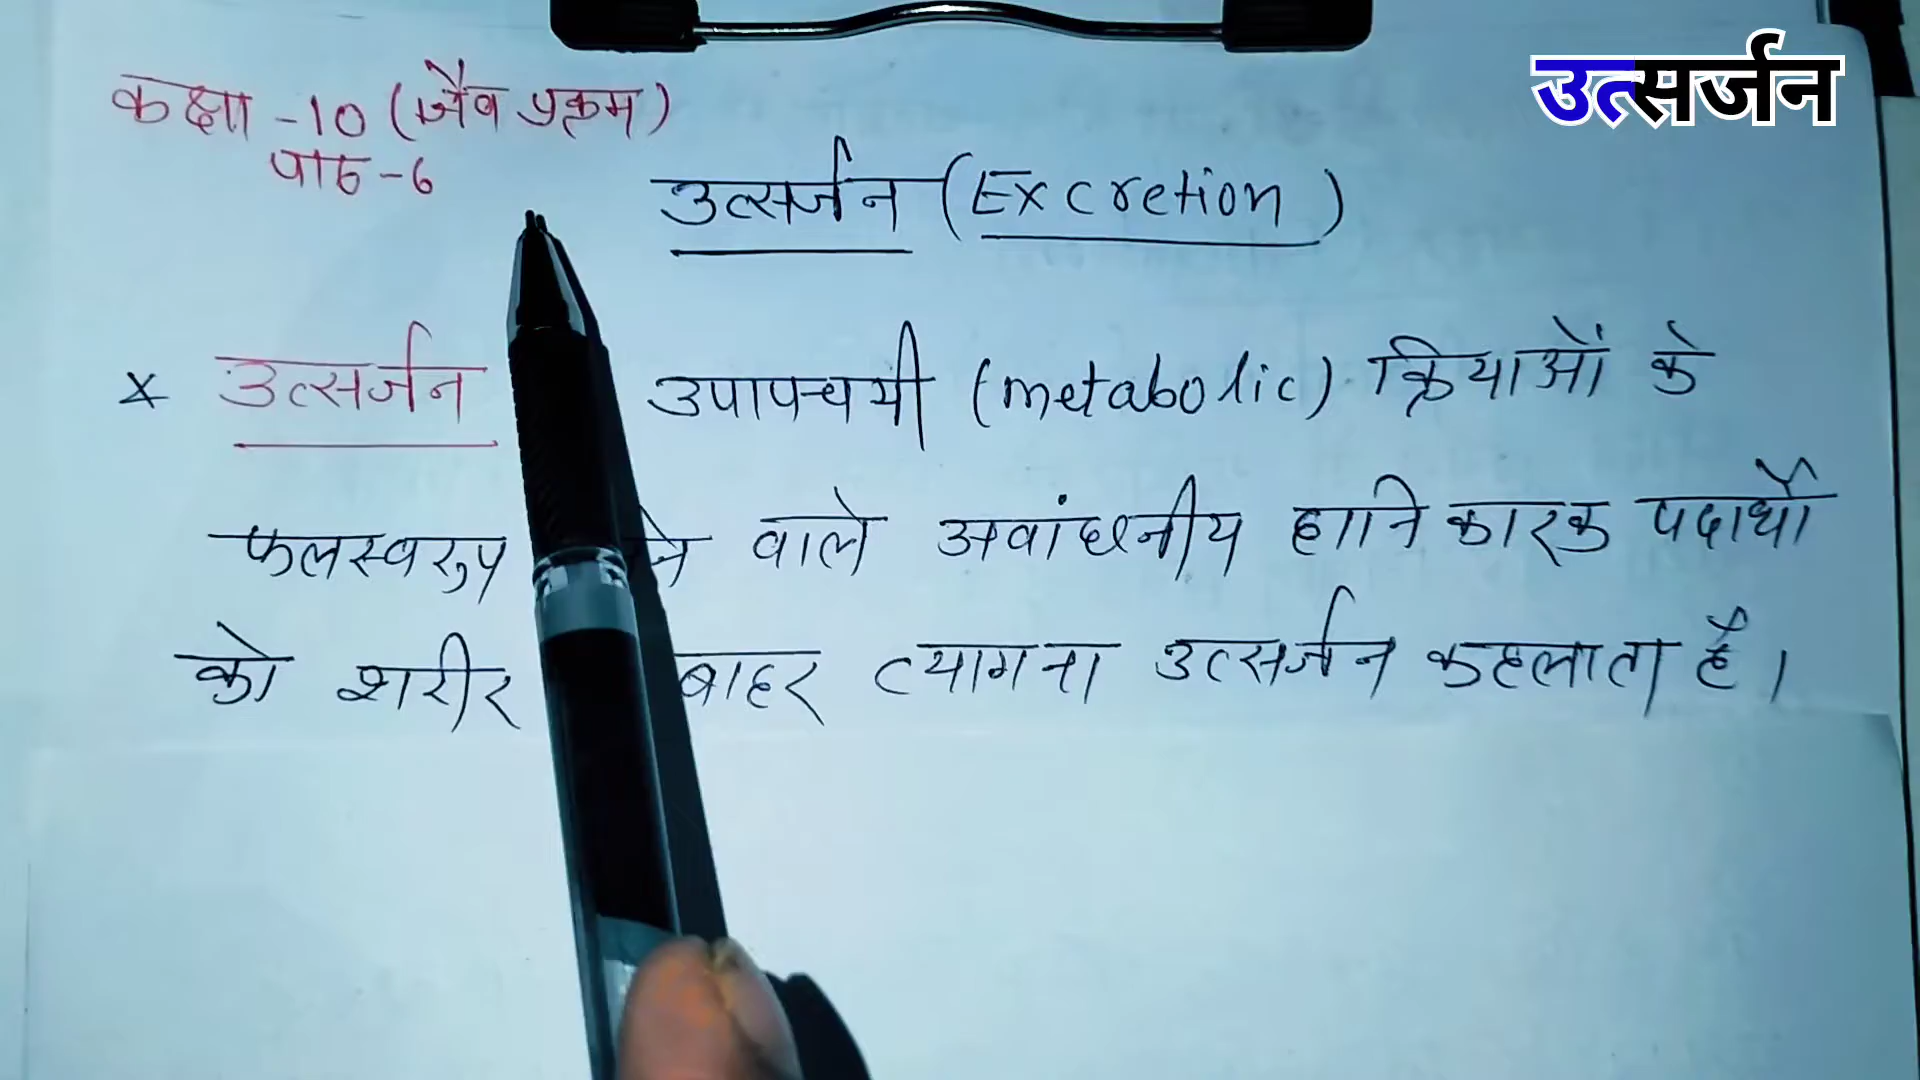 उत्सर्जन
कक्षा -10 (जैव प्रक्रम)
पाठ -6
उत्सर्जन (Excretion)
* उत्सर्जन उपापचयी (metabolic) क्रियाओं के
फलस्वरुप वाले अवांछनीय हानिकारक पदार्थों
को शरीर बाहर त्यागना उत्सर्जन कहलाता है।